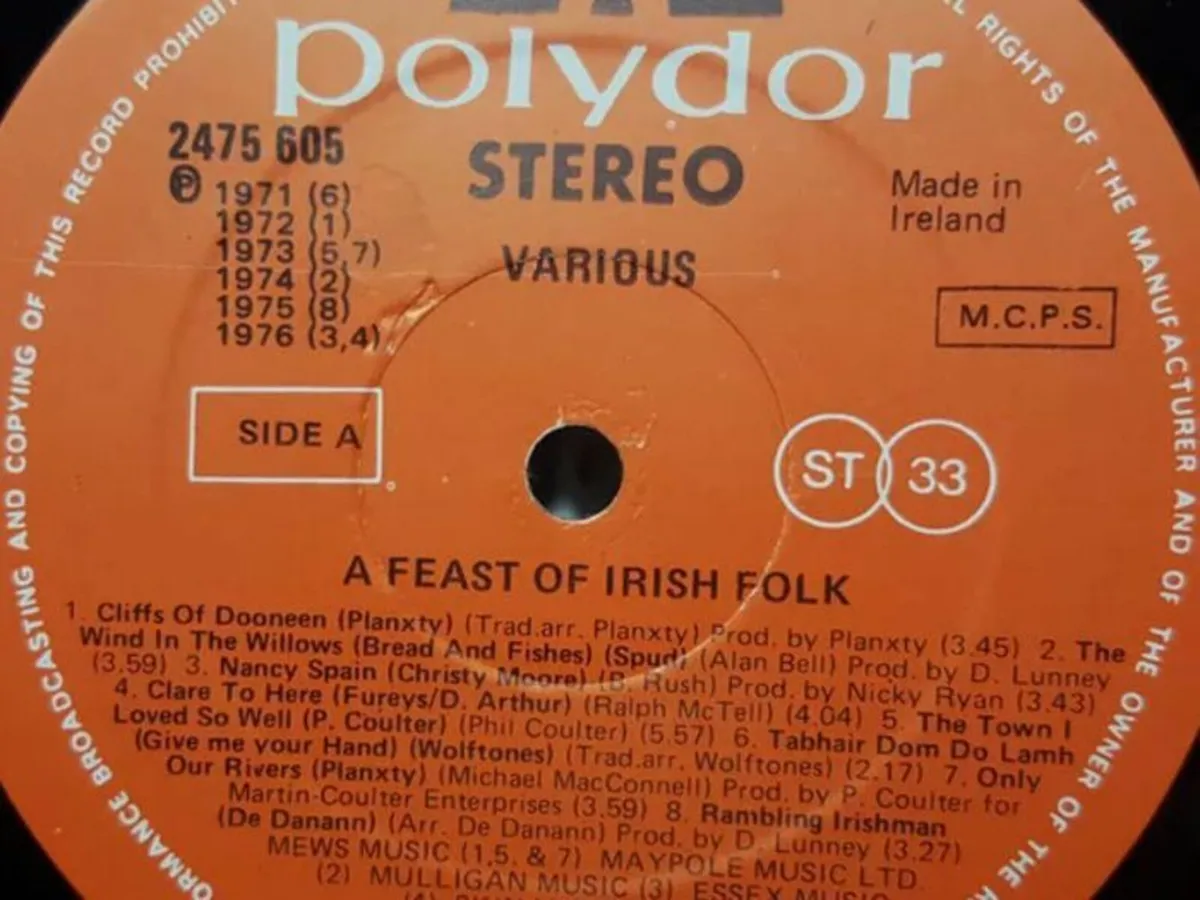 polydor
2475 605
STEREO
Ⓟ 1971 (6)
1972 (1)
1973 (5,7)
1974 (2)
1975 (8)
1976 (3,4)
Made in
Ireland
VARIOUS
M.C.P.S.
SIDE A
ST 33
A FEAST OF IRISH FOLK
1. Cliffs Of Dooneen (Planxty) (Trad.arr. Planxty) Prod. by Planxty (3.45) 2. The
Wind In The Willows (Bread And Fishes) (Spud) (Alan Bell) Prod. by D. Lunney
(3.59) 3. Nancy Spain (Christy Moore) (B. Rush) Prod. by Nicky Ryan (3.43)
4. Clare To Here (Fureys/D. Arthur) (Ralph McTell) (4.04) 5. The Town I
Loved So Well (P. Coulter) (Phil Coulter) (5.57) 6. Tabhair Dom Do Lamh
(Give me your Hand) (Wolftones) (Trad.arr. Wolftones) (2.17) 7. Only
Our Rivers (Planxty) (Michael MacConnell) Prod. by P. Coulter for
Martin-Coulter Enterprises (3.59) 8. Rambling Irishman
(De Danann) (Arr. De Danann) Prod. by D. Lunney (3.27)
MEWS MUSIC (1,5. & 7) MAYPOLE MUSIC LTD.
(2) MULLIGAN MUSIC (3) ESSEX MUSIC
RIGHTS OF THE MANUFACTURER AND OF THE OWNER OF THE
BROADCASTING AND COPYING OF THIS RECORD